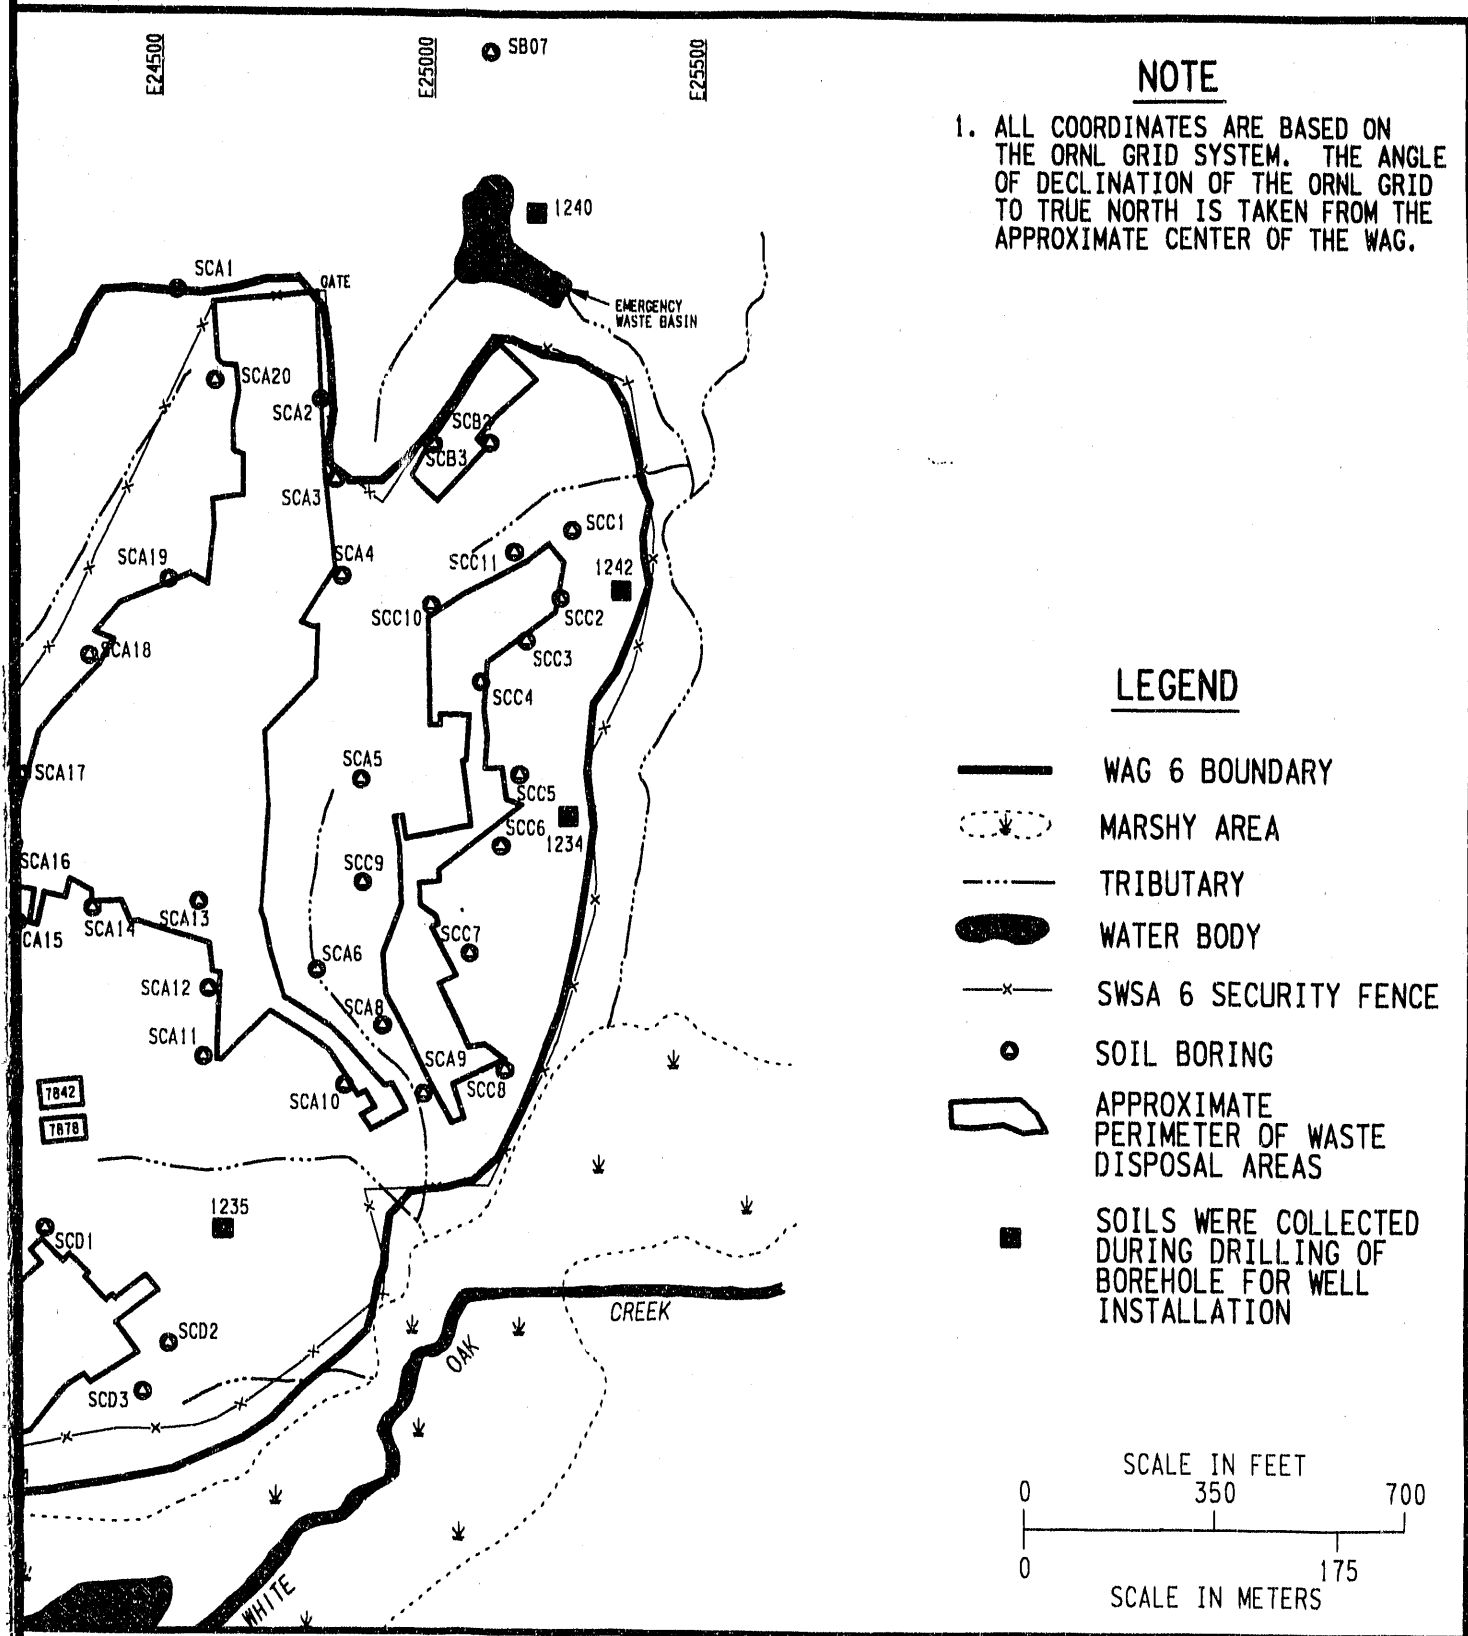 E24500
E25000
E25500
SB07
NOTE
1. ALL COORDINATES ARE BASED ON
THE ORNL GRID SYSTEM. THE ANGLE
OF DECLINATION OF THE ORNL GRID
TO TRUE NORTH IS TAKEN FROM THE
APPROXIMATE CENTER OF THE WAG.
1240
SCA1
GATE
EMERGENCY
WASTE BASIN
SCA20
SCA2
SCB2
SCB3
SCA3
SCC1
SCC11
SCA19
SCA4
1242
SCC10
SCC2
SCA18
SCC3
SCC4
LEGEND
SCA17
SCA5
SCC5
SCC6
1234
WAG 6 BOUNDARY
MARSHY AREA
TRIBUTARY
WATER BODY
SWSA 6 SECURITY FENCE
SOIL BORING
APPROXIMATE
PERIMETER OF WASTE
DISPOSAL AREAS
SOILS WERE COLLECTED
DURING DRILLING OF
BOREHOLE FOR WELL
INSTALLATION
SCA16
SCC9
SCA14
SCA13
CA15
SCC7
SCA6
SCA12
SCA8
SCA11
SCA9
SCC8
SCA10
7842
7878
1235
SCD1
CREEK
OAK
WHITE
SCD2
SCD3
SCALE IN FEET
0 350 700
0 175
SCALE IN METERS